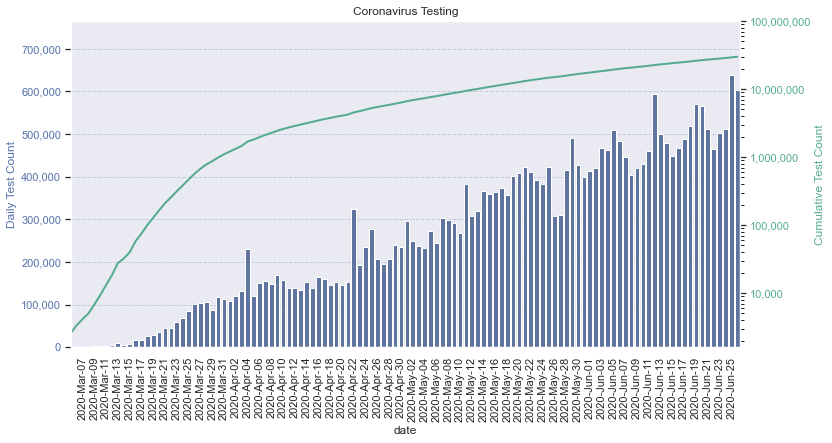 Coronavirus Testing
Daily Test Count
700,000
600,000
500,000
400,000
300,000
200,000
100,000
0
100,000,000
10,000,000
1,000,000
100,000
10,000
Cumulative Test Count
2020-Mar-07
2020-Mar-09
2020-Mar-11
2020-Mar-13
2020-Mar-15
2020-Mar-17
2020-Mar-19
2020-Mar-21
2020-Mar-23
2020-Mar-25
2020-Mar-27
2020-Mar-29
2020-Mar-31
2020-Apr-02
2020-Apr-04
2020-Apr-06
2020-Apr-08
2020-Apr-10
2020-Apr-12
2020-Apr-14
2020-Apr-16
2020-Apr-18
2020-Apr-20
2020-Apr-22
2020-Apr-24
2020-Apr-26
2020-Apr-28
2020-Apr-30
2020-May-02
2020-May-04
2020-May-06
2020-May-08
2020-May-10
2020-May-12
2020-May-14
2020-May-16
2020-May-18
2020-May-20
2020-May-22
2020-May-24
2020-May-26
2020-May-28
2020-May-30
2020-Jun-01
2020-Jun-03
2020-Jun-05
2020-Jun-07
2020-Jun-09
2020-Jun-11
2020-Jun-13
2020-Jun-15
2020-Jun-17
2020-Jun-19
2020-Jun-21
2020-Jun-23
2020-Jun-25
date